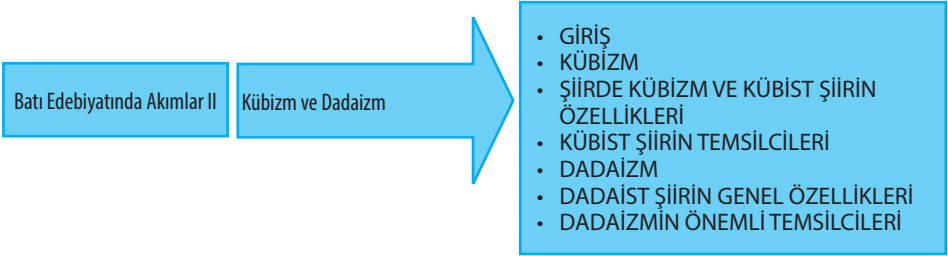 Batı Edebiyatında Akımlar II
Kübizm ve Dadaizm
• GİRİŞ
• KÜBİZM
• ŞİİRDE KÜBİZM VE KÜBİST ŞİİRİN
ÖZELLİKLERİ
• KÜBİST ŞİİRİN TEMSİLCİLERİ
• DADAİZM
• DADAİST ŞİİRİN GENEL ÖZELLİKLERİ
• DADAİZMİN ÖNEMLİ TEMSİLCİLERİ